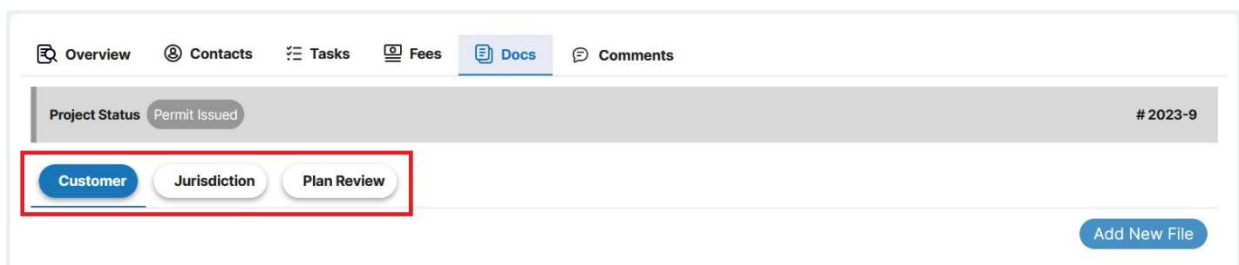 Overview Contacts Tasks Fees Docs Comments
Project Status Permit Issued # 2023-9
Customer Jurisdiction Plan Review
Add New File